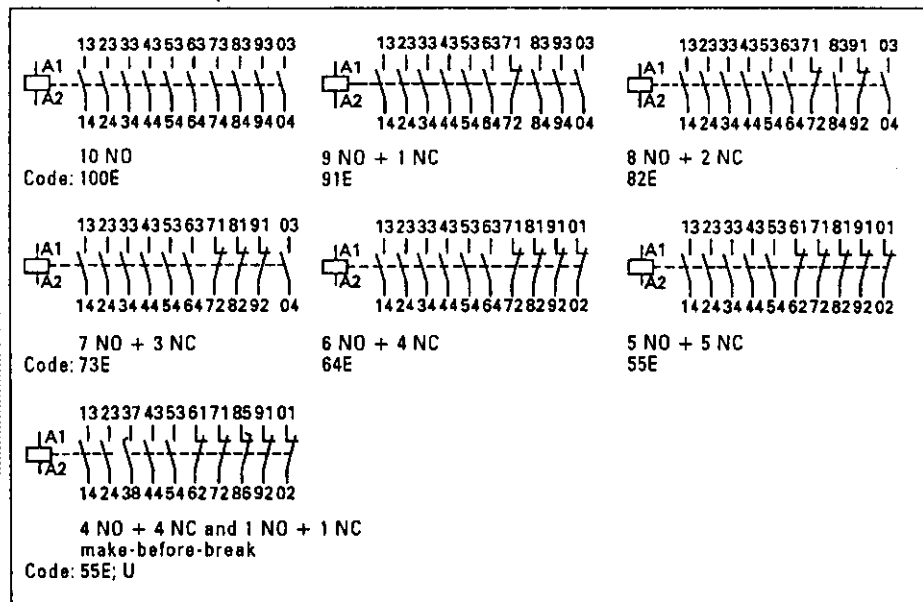 13 23 33 43 53 63 73 83 93 03
A1
A2
14 24 34 44 54 64 74 84 94 04
10 NO
Code: 100E
13 23 33 43 53 63 71 83 93 03
A1
A2
14 24 34 44 54 64 72 84 94 04
9 NO + 1 NC
91E
13 23 33 43 53 63 71 83 91 03
A1
A2
14 24 34 44 54 64 72 84 92 04
8 NO + 2 NC
82E
13 23 33 43 53 63 71 81 91 03
A1
A2
14 24 34 44 54 64 72 82 92 04
7 NO + 3 NC
Code: 73E
13 23 33 43 53 63 71 81 91 01
A1
A2
14 24 34 44 54 64 72 82 92 02
6 NO + 4 NC
64E
13 23 33 43 53 61 71 81 91 01
A1
A2
14 24 34 44 54 62 72 82 92 02
5 NO + 5 NC
55E
13 23 37 43 53 61 71 85 91 01
A1
A2
14 24 38 44 54 62 72 86 92 02
4 NO + 4 NC and 1 NO + 1 NC
make-before-break
Code: 55E; U